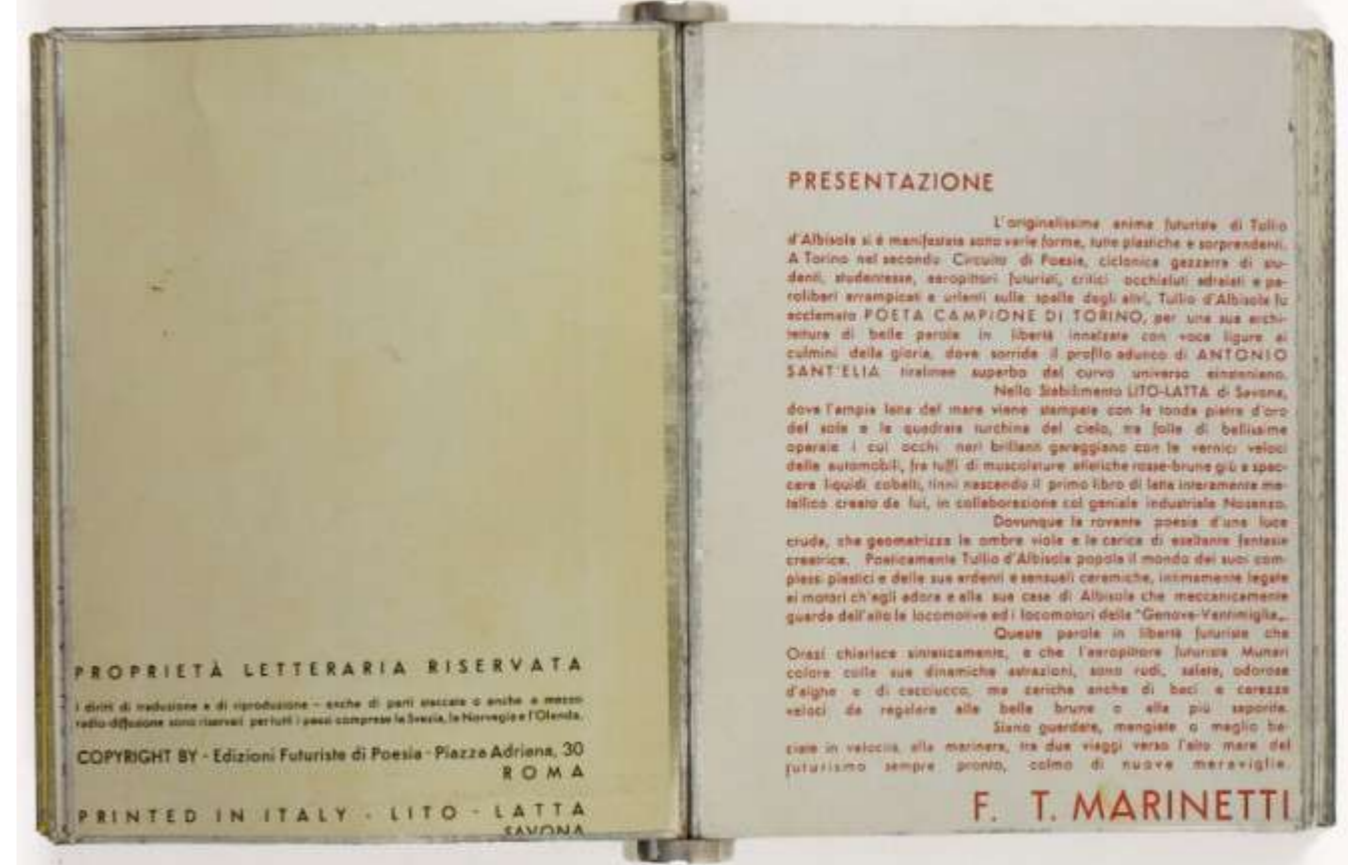 PROPRIETÀ LETTERARIA RISERVATA
I diritti di traduzione e di riproduzione - anche di parti staccate o anche a mezzo
radio-diffusione sono riservati per tutti i paesi compresa la Svezia, la Norvegia e l'Olanda.
COPYRIGHT BY - Edizioni Futuriste di Poesia - Piazza Adriana, 30
ROMA
PRINTED IN ITALY - LITO - LATTA
SAVONA
PRESENTAZIONE
L'originalissima anima futurista di Tullio
d'Albisola si è manifestata sotto varie forme, tutte plastiche e sorprendenti.
A Torino nel secondo Circuito di Poesia, ciclonica gazzarra di stu-
denti, studentesse, aeropittori futuristi, critici occhialuti sdraiati e pa-
roliberi arrampicati e urlanti sulle spalle degli altri, Tullio d'Albisola fu
acclamato POETA CAMPIONE DI TORINO, per una sua archi-
tettura di belle parole in libertà innalzate con voce ligure ai
culmini della gloria, dove sorride il profilo adunco di ANTONIO
SANT'ELIA tiralinee superbo del curvo universo einsteniano.
Nello Stabilimento LITO-LATTA di Savona,
dove l'ampia latta del mare viene stampata con la tonda pietra d'oro
del sole e la quadrata turchina del cielo, tra folle di bellissime
operaie i cui occhi neri brillanti gareggiano con le vernici veloci
delle automobili, fra tuffi di muscolature atletiche rosse-brune giù a spac-
care liquidi cobalti, tinnì nascendo il primo libro di latta interamente me-
tallico creato da lui, in collaborazione col geniale industriale Nosenzo.
Dovunque la rovente poesia d'una luce
cruda, che geometrizza le ombre viola e le carica di esaltante fantasia
creatrice. Poeticamente Tullio d'Albisola popola il mondo dei suoi com-
plessi plastici e delle sue ardenti e sensuali ceramiche, intimamente legate
ai motori ch'egli adora e alla sua casa di Albisola che meccanicamente
guarda dall'alto le locomotive ed i locomotori della "Genova-Ventimiglia„.
Queste parole in libertà futuriste che
Orazi chiarisce sinteticamente, e che l'aeropittore futurista Munari
colora colle sue dinamiche astrazioni, sono rudi, salate, odorose
d'alghe e di cacciucco, ma cariche anche di baci e carezze
veloci da regalare alle belle brune o alla più saporita.
Siano guardate, mangiate o meglio ba-
ciate in velocità alla marinara, tra due viaggi verso l'alto mare del
futurismo sempre pronto, colmo di nuove meraviglie.
F. T. MARINETTI